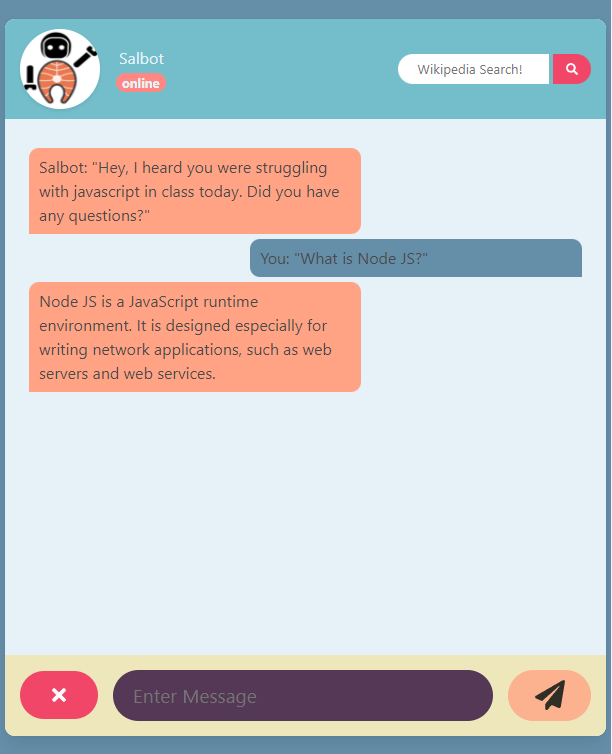 Salbot
online
Wikipedia Search!
Salbot: "Hey, I heard you were struggling
with javascript in class today. Did you have
any questions?"
You: "What is Node JS?"
Node JS is a JavaScript runtime
environment. It is designed especially for
writing network applications, such as web
servers and web services.
Enter Message